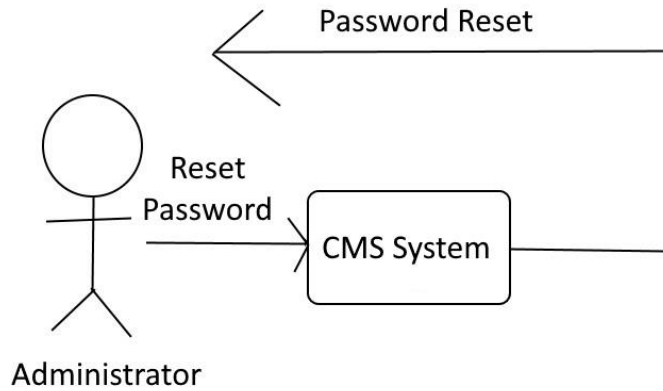 Password Reset
Reset
Password
CMS System
Administrator